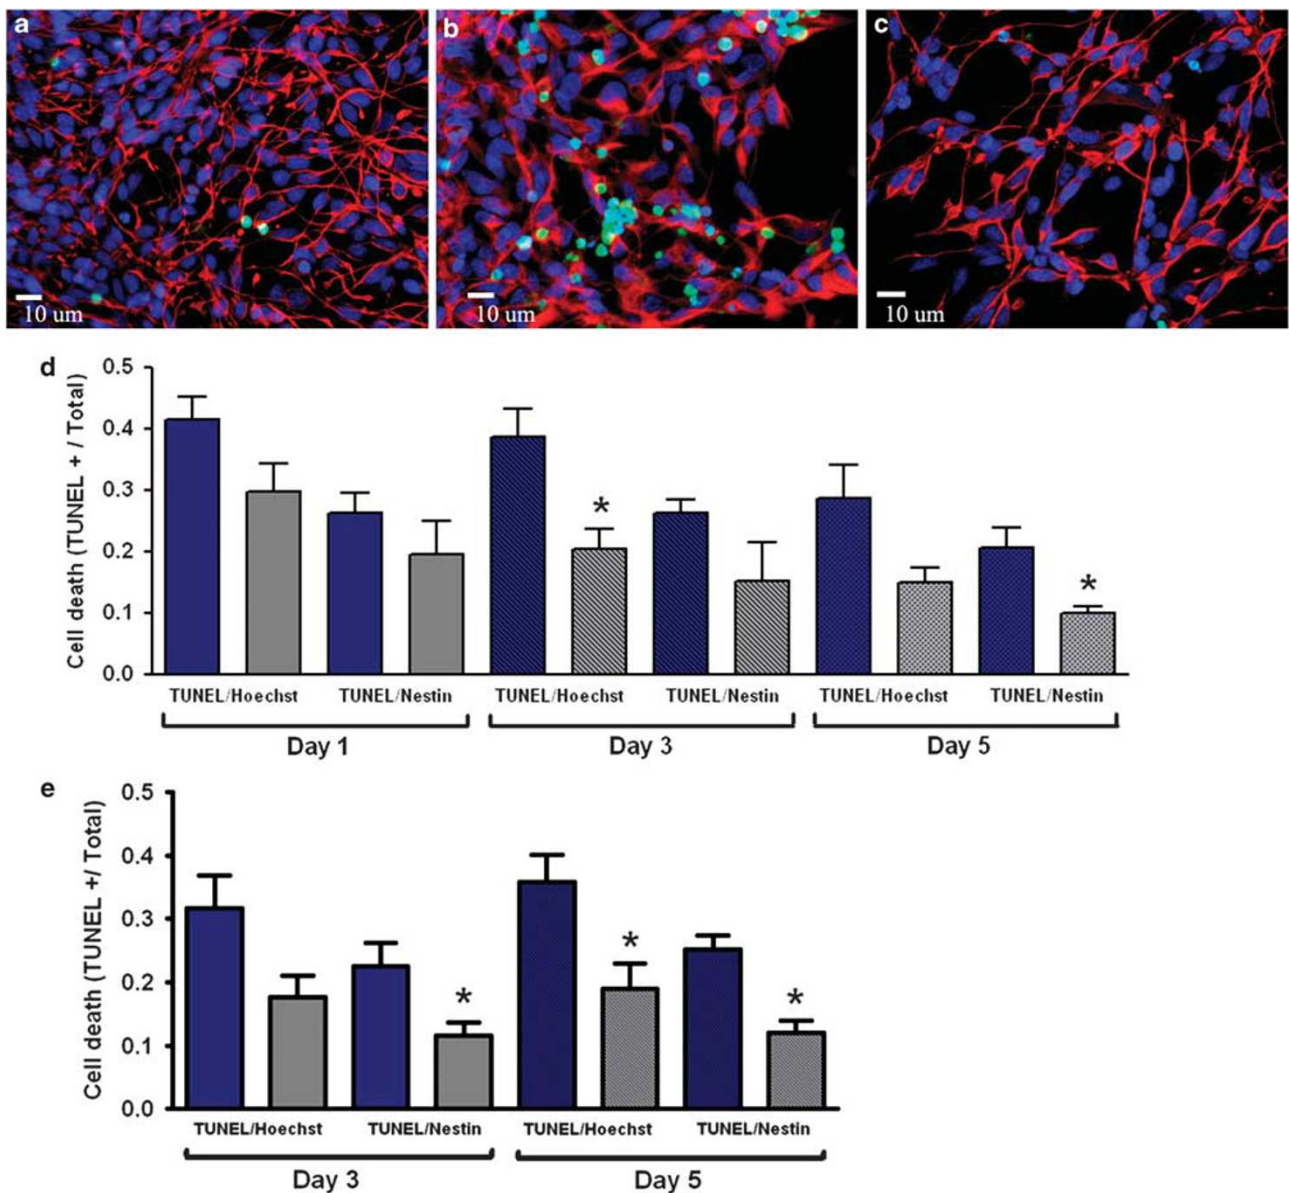 a
b
c
10 um
10 um
10 um
d
Cell death (TUNEL + / Total)
0.5
0.4
0.3
0.2
0.1
0.0
*
*
TUNEL/Hoechst TUNEL/Nestin TUNEL/Hoechst TUNEL/Nestin TUNEL/Hoechst TUNEL/Nestin
Day 1 Day 3 Day 5
e
Cell death (TUNEL +/ Total)
0.5
0.4
0.3
0.2
0.1
0.0
*
*
*
TUNEL/Hoechst TUNEL/Nestin TUNEL/Hoechst TUNEL/Nestin
Day 3 Day 5